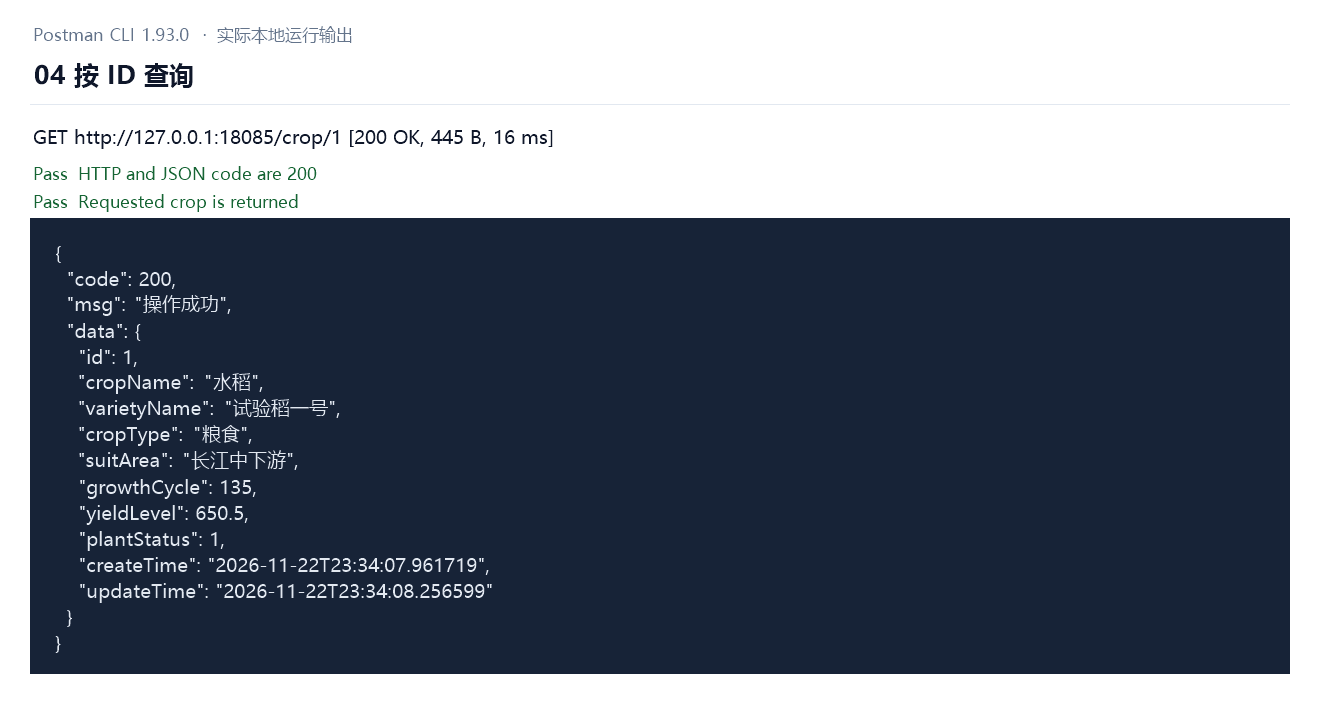 Postman CLI 1.93.0 · 实际本地运行输出
04 按 ID 查询
GET http://127.0.0.1:18085/crop/1 [200 OK, 445 B, 16 ms]
Pass HTTP and JSON code are 200
Pass Requested crop is returned
{
"code": 200,
"msg": "操作成功",
"data": {
"id": 1,
"cropName": "水稻",
"varietyName": "试验稻一号",
"cropType": "粮食",
"suitArea": "长江中下游",
"growthCycle": 135,
"yieldLevel": 650.5,
"plantStatus": 1,
"createTime": "2026-11-22T23:34:07.961719",
"updateTime": "2026-11-22T23:34:08.256599"
}
}